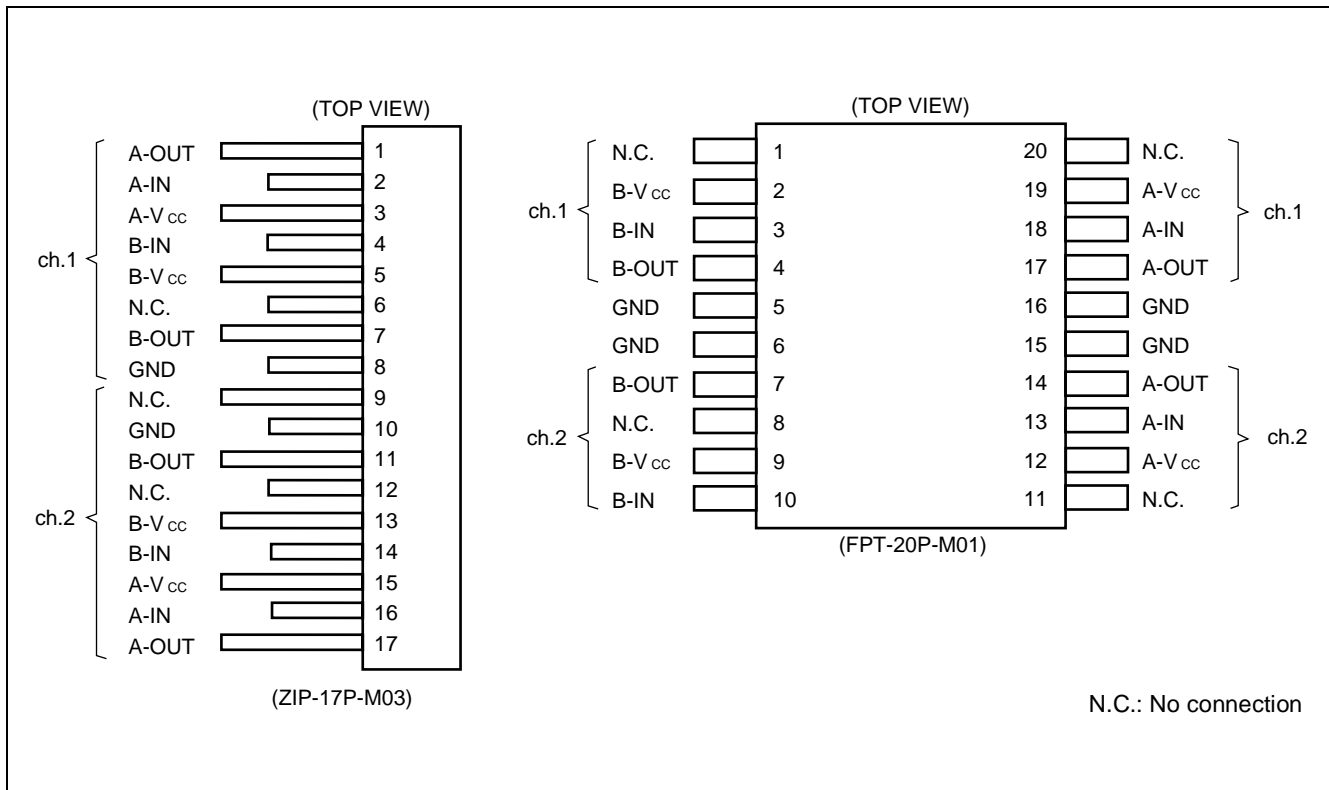 (TOP VIEW)
ch.1
A-OUT 1
A-IN 2
A-VCC 3
B-IN 4
B-VCC 5
N.C. 6
B-OUT 7
GND 8
ch.2
N.C. 9
GND 10
B-OUT 11
N.C. 12
B-VCC 13
B-IN 14
A-VCC 15
A-IN 16
A-OUT 17
(ZIP-17P-M03)
(TOP VIEW)
ch.1
N.C. 1 20 N.C.
B-VCC 2 19 A-VCC
B-IN 3 18 A-IN
B-OUT 4 17 A-OUT
ch.1
GND 5 16 GND
GND 6 15 GND
ch.2
B-OUT 7 14 A-OUT
N.C. 8 13 A-IN
B-VCC 9 12 A-VCC
B-IN 10 11 N.C.
ch.2
(FPT-20P-M01)
N.C.: No connection